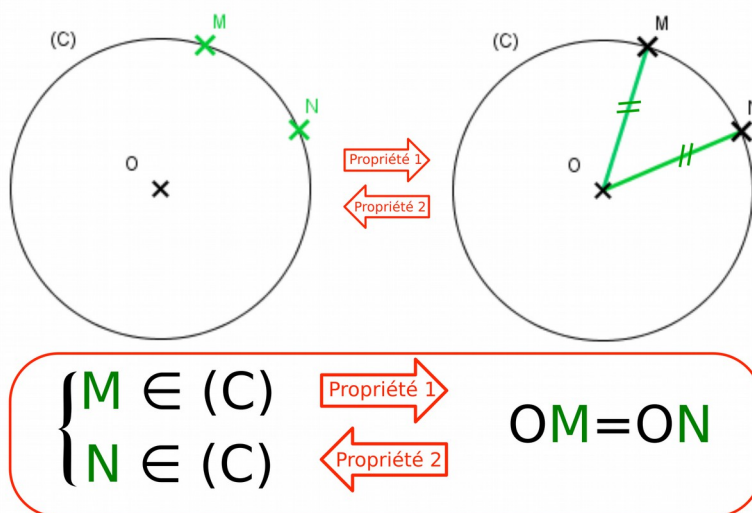 (C)
M
N
O
Propriété 1
Propriété 2
(C)
M
N
O
M ∈ (C)
N ∈ (C)
Propriété 1
Propriété 2
OM=ON